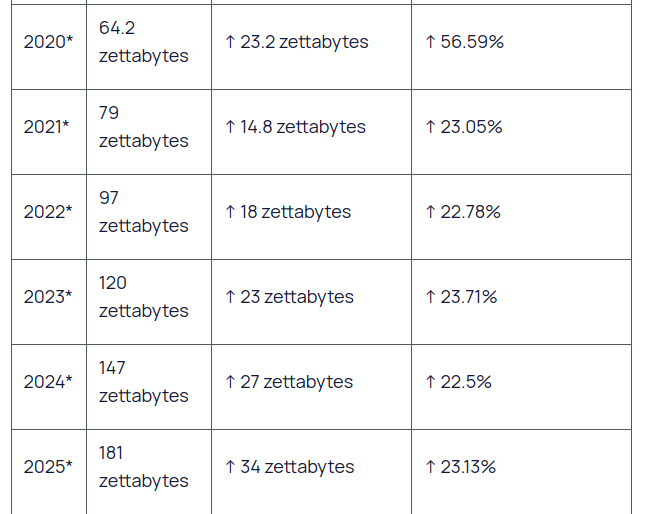 2020*
64.2
zettabytes
↑ 23.2 zettabytes
↑ 56.59%
2021*
79
zettabytes
↑ 14.8 zettabytes
↑ 23.05%
2022*
97
zettabytes
↑ 18 zettabytes
↑ 22.78%
2023*
120
zettabytes
↑ 23 zettabytes
↑ 23.71%
2024*
147
zettabytes
↑ 27 zettabytes
↑ 22.5%
2025*
181
zettabytes
↑ 34 zettabytes
↑ 23.13%